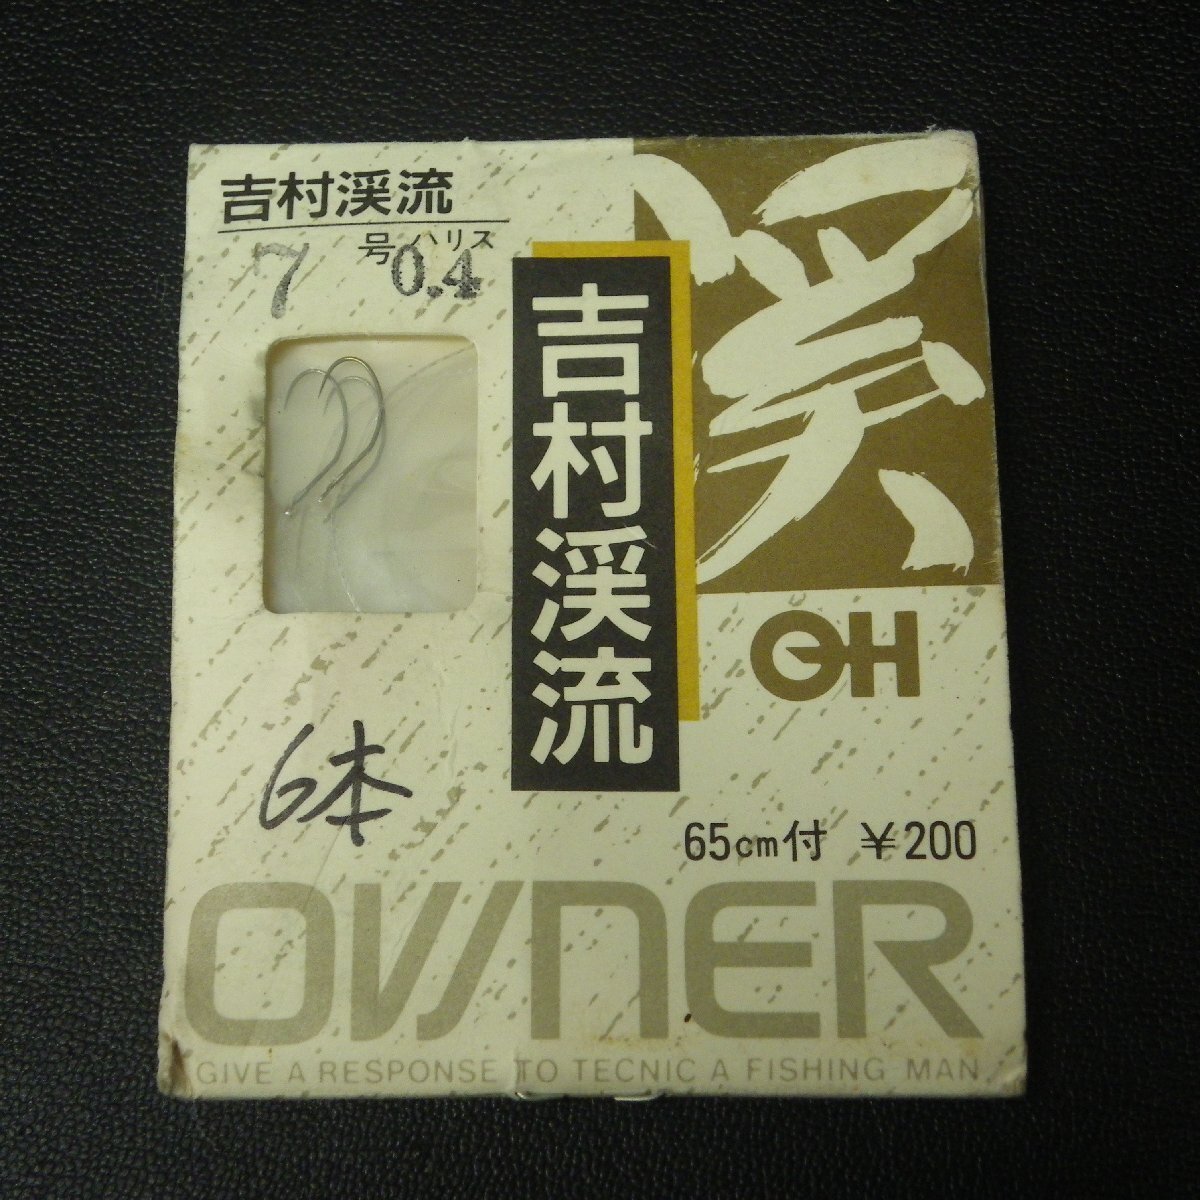 吉村渓流
7号 ハリス 0.4
渓
吉村渓流
OH
6本
65cm付 ¥200
OWNER
GIVE A RESPONSE TO TECNIC A FISHING MAN